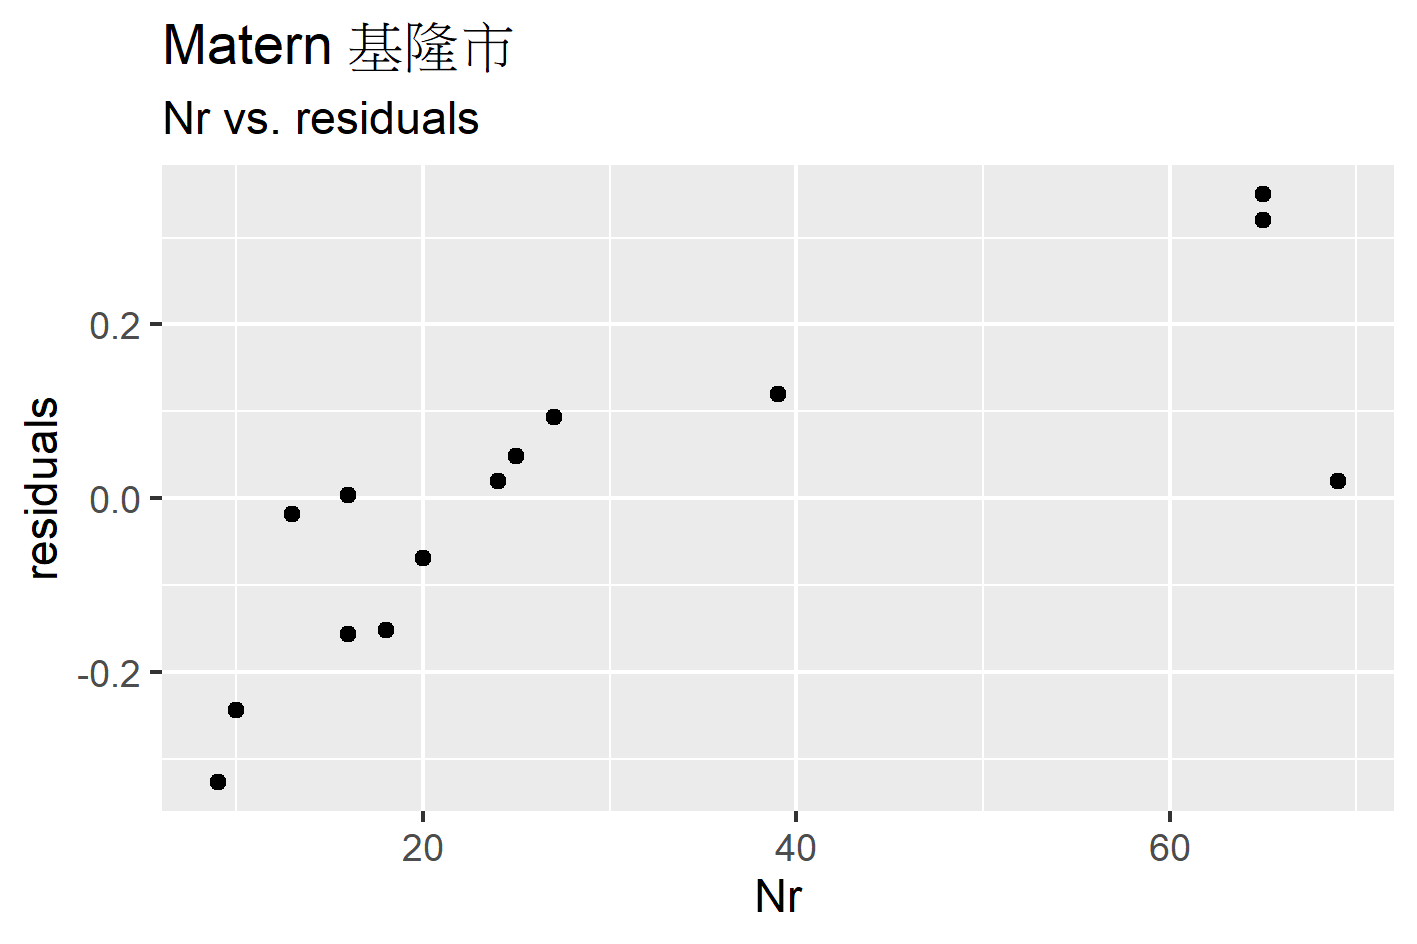 Matern 基隆市
Nr vs. residuals
residuals
0.2
0.0
-0.2
20 40 60
Nr